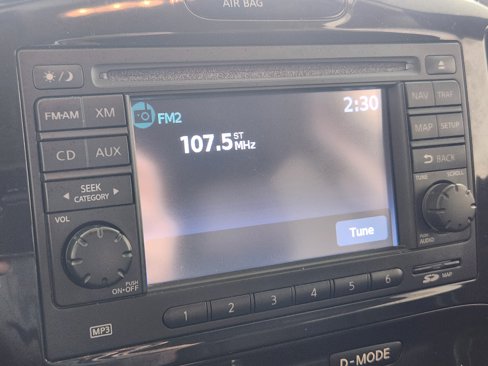 AIR BAG
FM·AM XM
CD AUX
SEEK
CATEGORY
VOL
PUSH
ON•OFF
MP3
FM2 2:30
107.5 ST MHz
Tune
1 2 3 4 5 6
NAV TRAF
MAP SETUP
BACK
TUNE SCROLL
PUSH
AUDIO
SD MAP
D-MODE